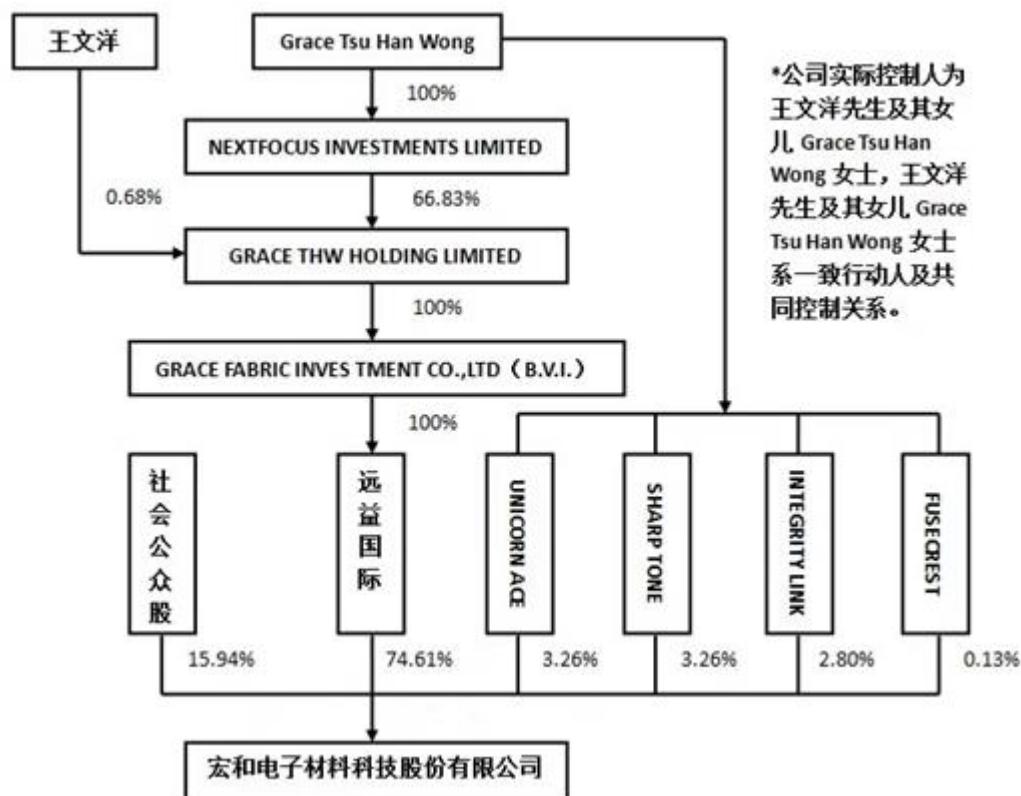 王文洋
Grace Tsu Han Wong
100%
NEXTFOCUS INVESTMENTS LIMITED
0.68%
66.83%
GRACE THW HOLDING LIMITED
100%
GRACE FABRIC INVES TMENT CO.,LTD（B.V.I.）
100%
*公司实际控制人为
王文洋先生及其女
儿 Grace Tsu Han
Wong 女士，王文洋
先生及其女儿 Grace
Tsu Han Wong 女士
系一致行动人及共
同控制关系。
社会公众股
远益国际
UNICORN ACE
SHARP TONE
INTEGRITY LINK
FUSECREST
15.94%
74.61%
3.26%
3.26%
2.80%
0.13%
宏和电子材料科技股份有限公司